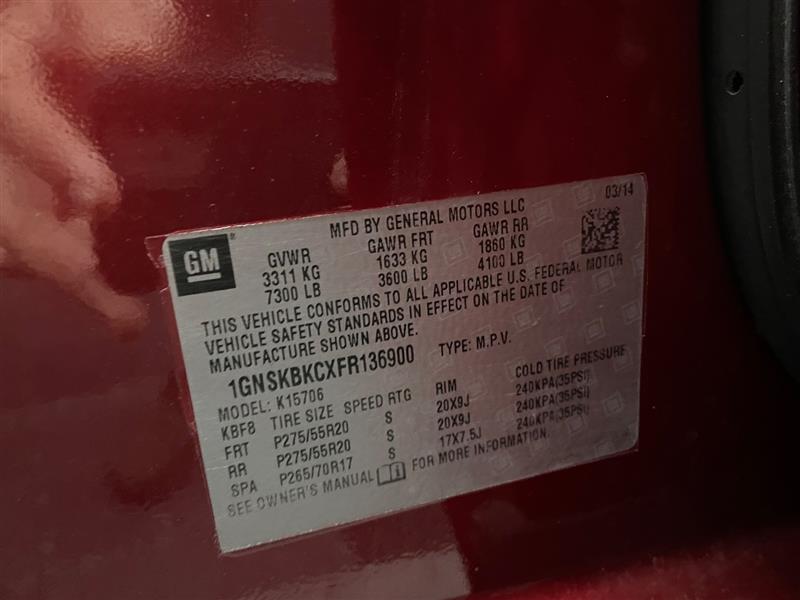 03/14
MFD BY GENERAL MOTORS LLC
GM®
GVWR GAWR FRT GAWR RR
3311 KG 1633 KG 1860 KG
7300 LB 3600 LB 4100 LB
THIS VEHICLE CONFORMS TO ALL APPLICABLE U.S. FEDERAL MOTOR
VEHICLE SAFETY STANDARDS IN EFFECT ON THE DATE OF
MANUFACTURE SHOWN ABOVE.
1GNSKBKCXFR136900 TYPE: M.P.V.
MODEL: K15706
KBF8 TIRE SIZE SPEED RTG RIM COLD TIRE PRESSURE
FRT P275/55R20 S 20X9J 240KPA(35PSI)
RR P275/55R20 S 20X9J 240KPA(35PSI)
SPA P265/70R17 S 17X7.5J 240KPA(35PSI)
SEE OWNER'S MANUAL FOR MORE INFORMATION.